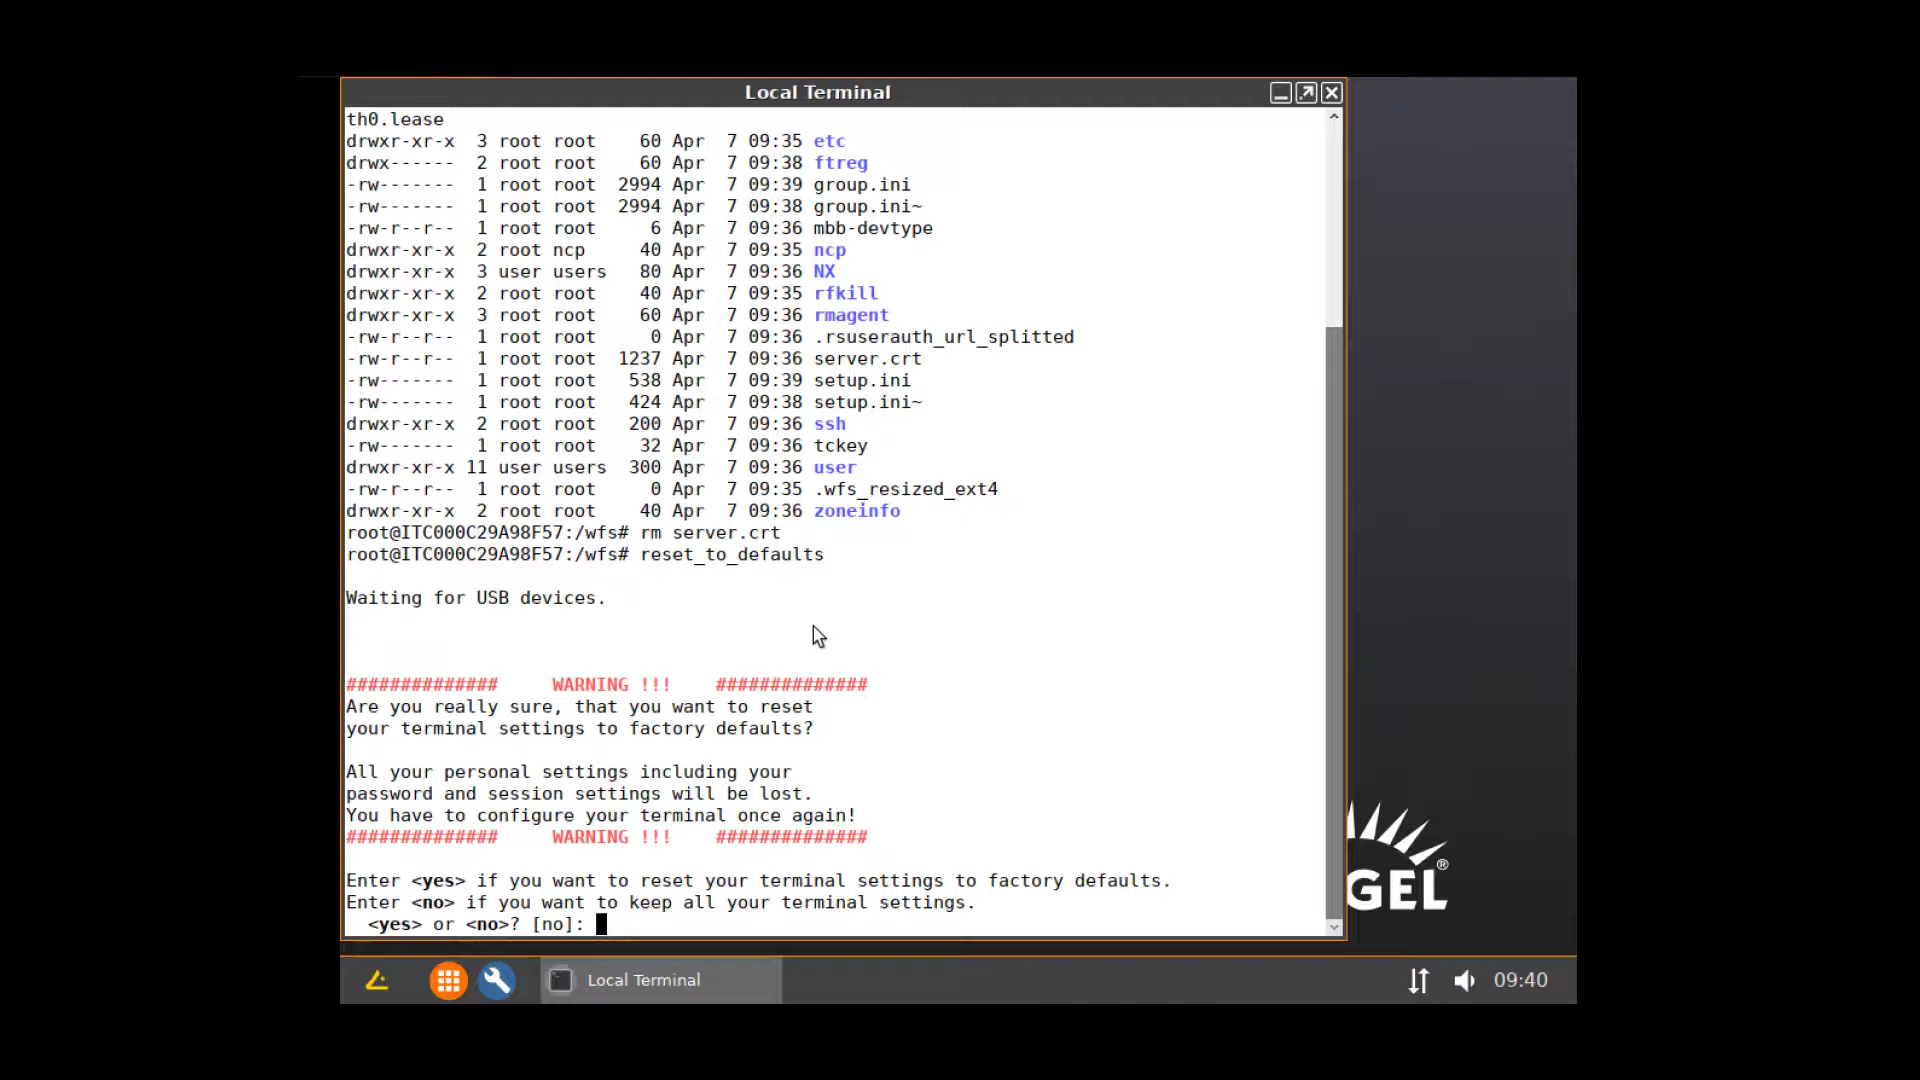 Local Terminal
th0.lease
drwxr-xr-x  3 root root    60 Apr  7 09:35 etc
drwx------  2 root root    60 Apr  7 09:38 ftreg
-rw-------  1 root root  2994 Apr  7 09:39 group.ini
-rw-------  1 root root  2994 Apr  7 09:38 group.ini~
-rw-r--r--  1 root root     6 Apr  7 09:36 mbb-devtype
drwxr-xr-x  2 root ncp     40 Apr  7 09:35 ncp
drwxr-xr-x  3 user users   80 Apr  7 09:36 NX
drwxr-xr-x  2 root root    40 Apr  7 09:35 rfkill
drwxr-xr-x  3 root root    60 Apr  7 09:36 rmagent
-rw-r--r--  1 root root     0 Apr  7 09:36 .rsuserauth_url_splitted
-rw-r--r--  1 root root  1237 Apr  7 09:36 server.crt
-rw-------  1 root root   538 Apr  7 09:39 setup.ini
-rw-------  1 root root   424 Apr  7 09:38 setup.ini~
drwxr-xr-x  2 root root   200 Apr  7 09:36 ssh
-rw-------  1 root root    32 Apr  7 09:36 tckey
drwxr-xr-x 11 user users  300 Apr  7 09:36 user
-rw-r--r--  1 root root     0 Apr  7 09:35 .wfs_resized_ext4
drwxr-xr-x  2 root root    40 Apr  7 09:36 zoneinfo
root@ITC000C29A98F57:/wfs# rm server.crt
root@ITC000C29A98F57:/wfs# reset_to_defaults
Waiting for USB devices.
##############     WARNING !!!    ##############
Are you really sure, that you want to reset
your terminal settings to factory defaults?
All your personal settings including your
password and session settings will be lost.
You have to configure your terminal once again!
##############     WARNING !!!    ##############
Enter <yes> if you want to reset your terminal settings to factory defaults.
Enter <no> if you want to keep all your terminal settings.
<yes> or <no>? [no]:
GEL®
Local Terminal
09:40